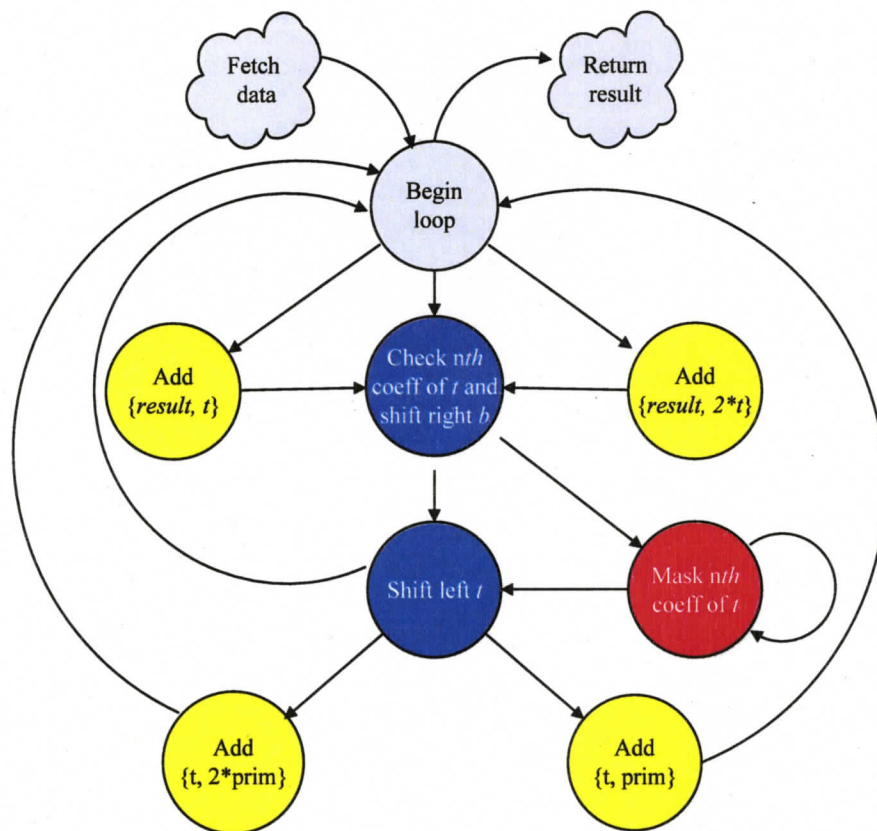 Fetch
data
Return
result
Begin
loop
Add
{result, t}
Check nth
coeff of t and
shift right b
Add
{result, 2*t}
Shift left t
Mask nth
coeff of t
Add
{t, 2*prim}
Add
{t, prim}